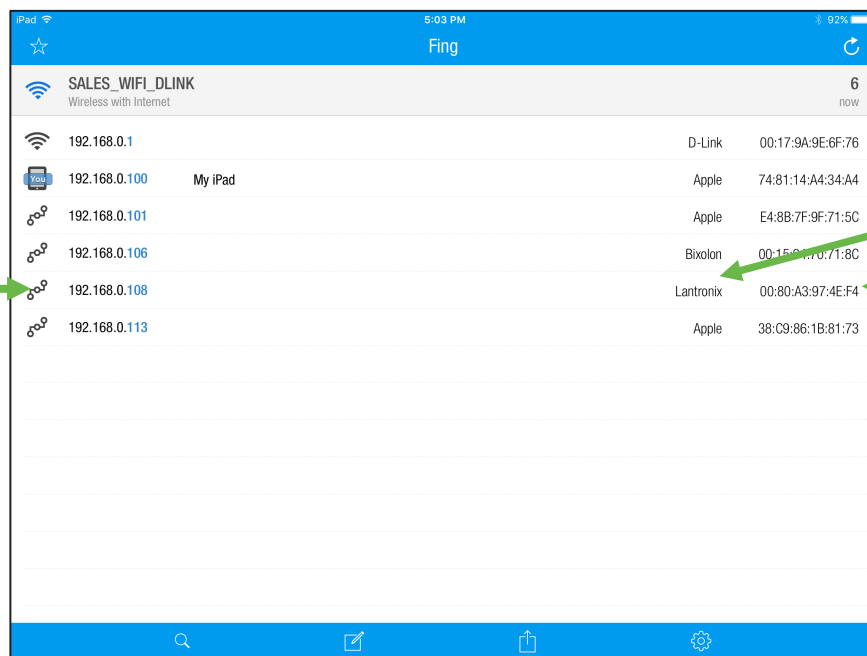 iPad 5:03 PM 92%
Fing
SALES_WIFI_DLINK 6
Wireless with Internet now
192.168.0.1 D-Link 00:17:9A:9E:6F:76
You 192.168.0.100 My iPad Apple 74:81:14:A4:34:A4
192.168.0.101 Apple E4:8B:7F:9F:71:5C
192.168.0.106 Bixolon
192.168.0.108 Lantronix 00:80:A3:97:4E:F4
192.168.0.113 Apple 38:C9:86:1B:81:73